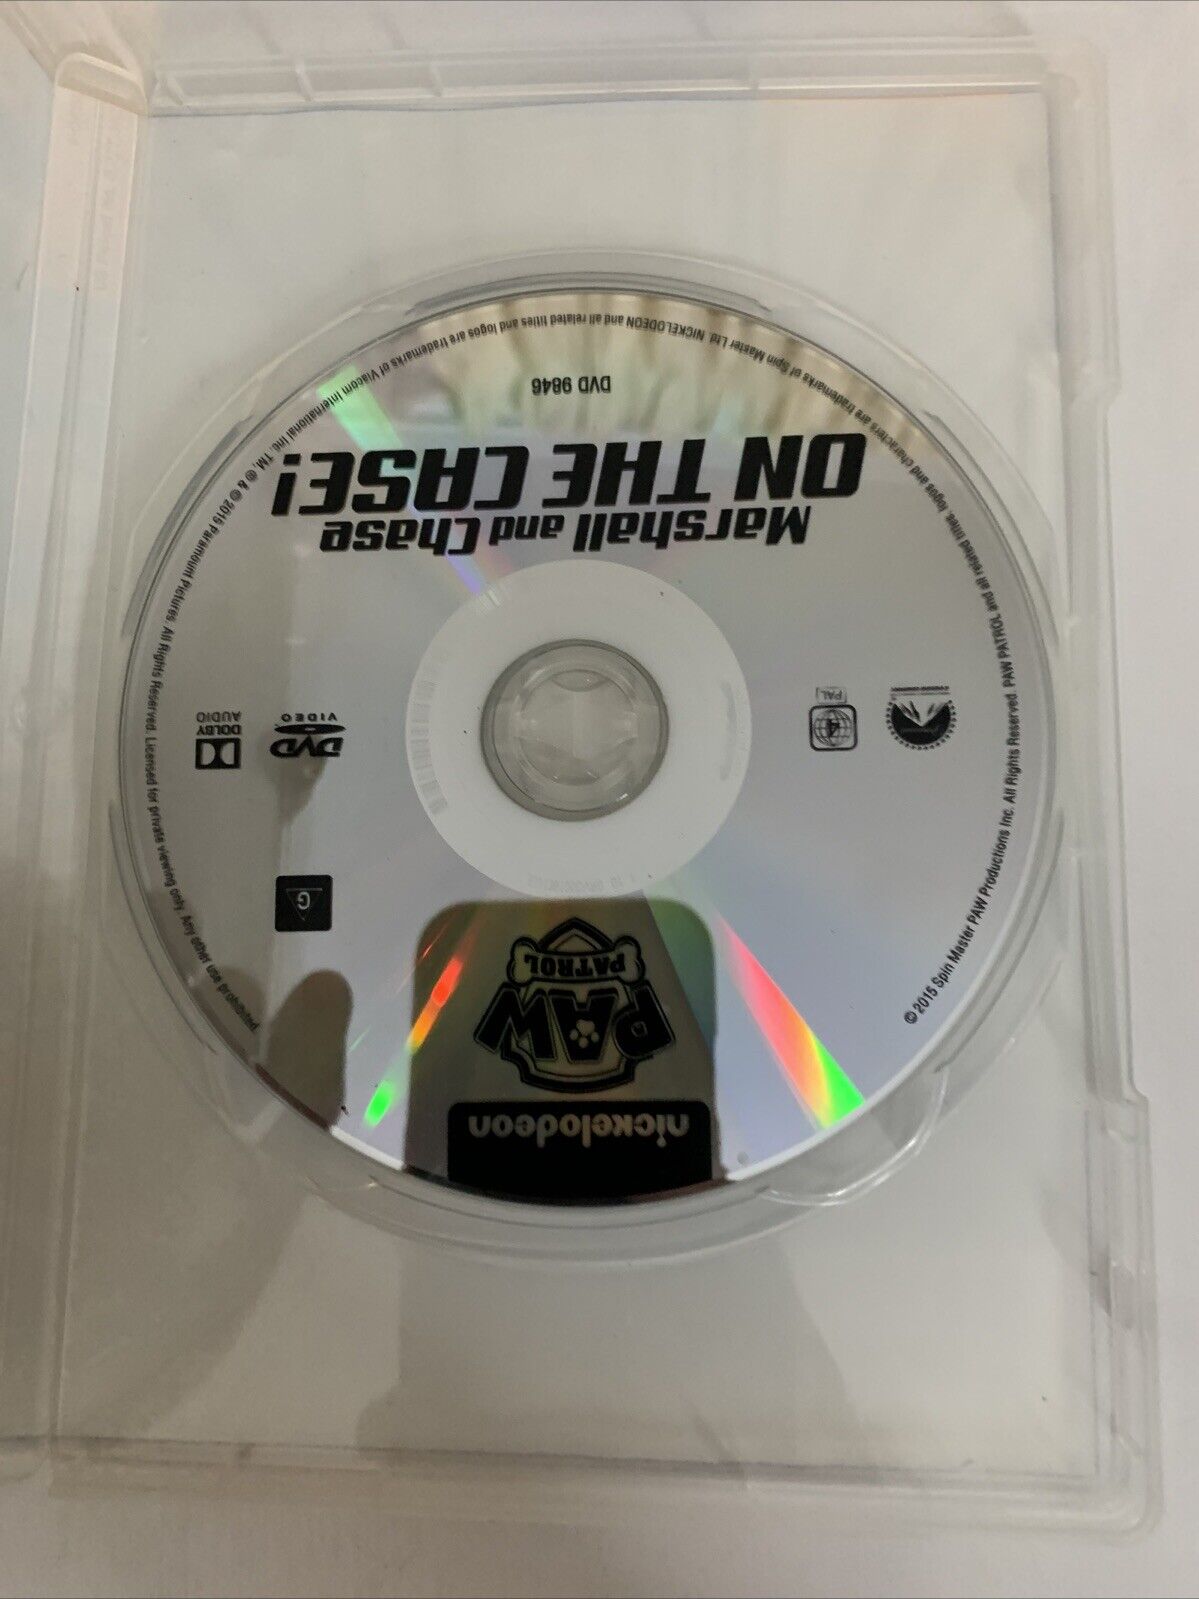 nickelodeon
PAW
PATROL
G
DVD
VIDEO
DOLBY
AUDIO
4
PAL
Marshall and Chase
ON THE CASE!
DVD 9846
© 2015 Spin Master PAW Productions Inc. All Rights Reserved. PAW PATROL and all related titles, logos and characters are trademarks of Spin Master Ltd. NICKELODEON and all related titles and logos are trademarks of Viacom International Inc. TM, ® & © 2015 Paramount Pictures. All Rights Reserved. Licensed for private viewing only. Any other use prohibited.